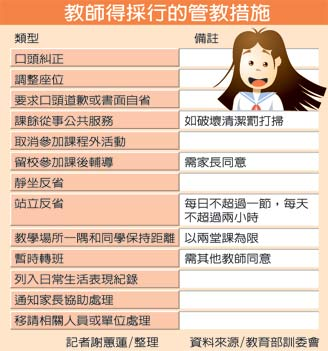 教師得採行的管教措施
類型 備註
口頭糾正
調整座位
要求口頭道歉或書面自省
課餘從事公共服務 如破壞清潔罰打掃
取消參加課程外活動
留校參加課後輔導 需家長同意
靜坐反省
站立反省 每日不超過一節，每天
不超過兩小時
教學場所一隅和同學保持距離 以兩堂課為限
暫時轉班 需其他教師同意
列入日常生活表現紀錄
通知家長協助處理
移請相關人員或單位處理
記者謝蕙蓮/整理 資料來源/教育部訓委會